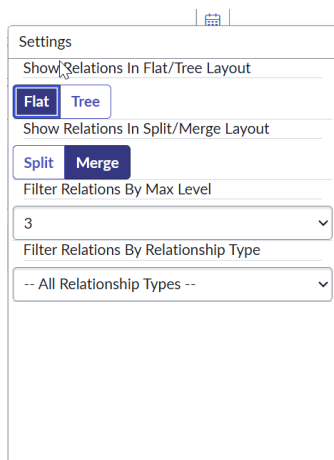 Settings
Show Relations In Flat/Tree Layout
Flat Tree
Show Relations In Split/Merge Layout
Split Merge
Filter Relations By Max Level
3
Filter Relations By Relationship Type
-- All Relationship Types --